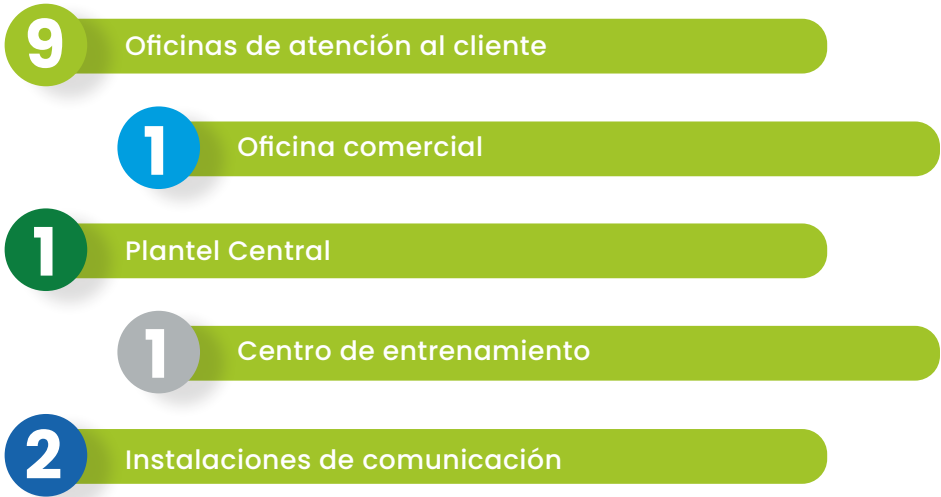 9 Oficinas de atención al cliente
1 Oficina comercial
1 Plantel Central
1 Centro de entrenamiento
2 Instalaciones de comunicación